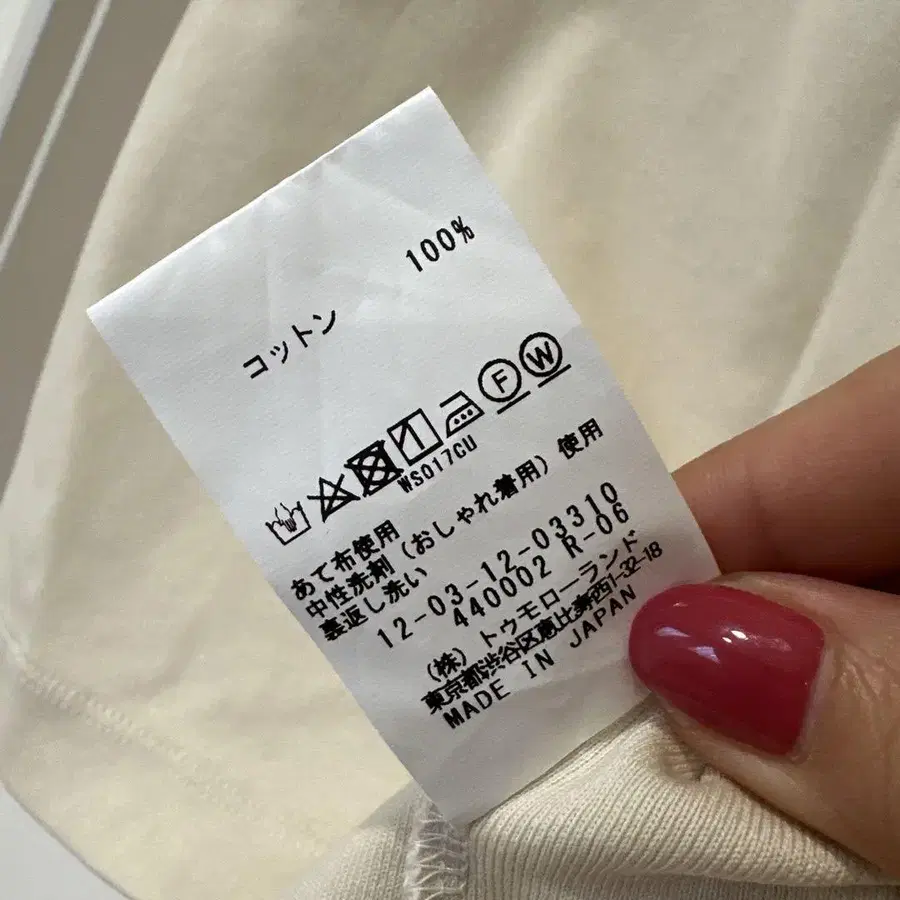 コットン 100%
F W
WS017CU
あて布使用
中性洗剤(おしゃれ着用)使用
裏返し洗い
12-03-12-03310
440002 R-06
(株)トゥモローランド
東京都渋谷区恵比寿西1-32-18
MADE IN JAPAN